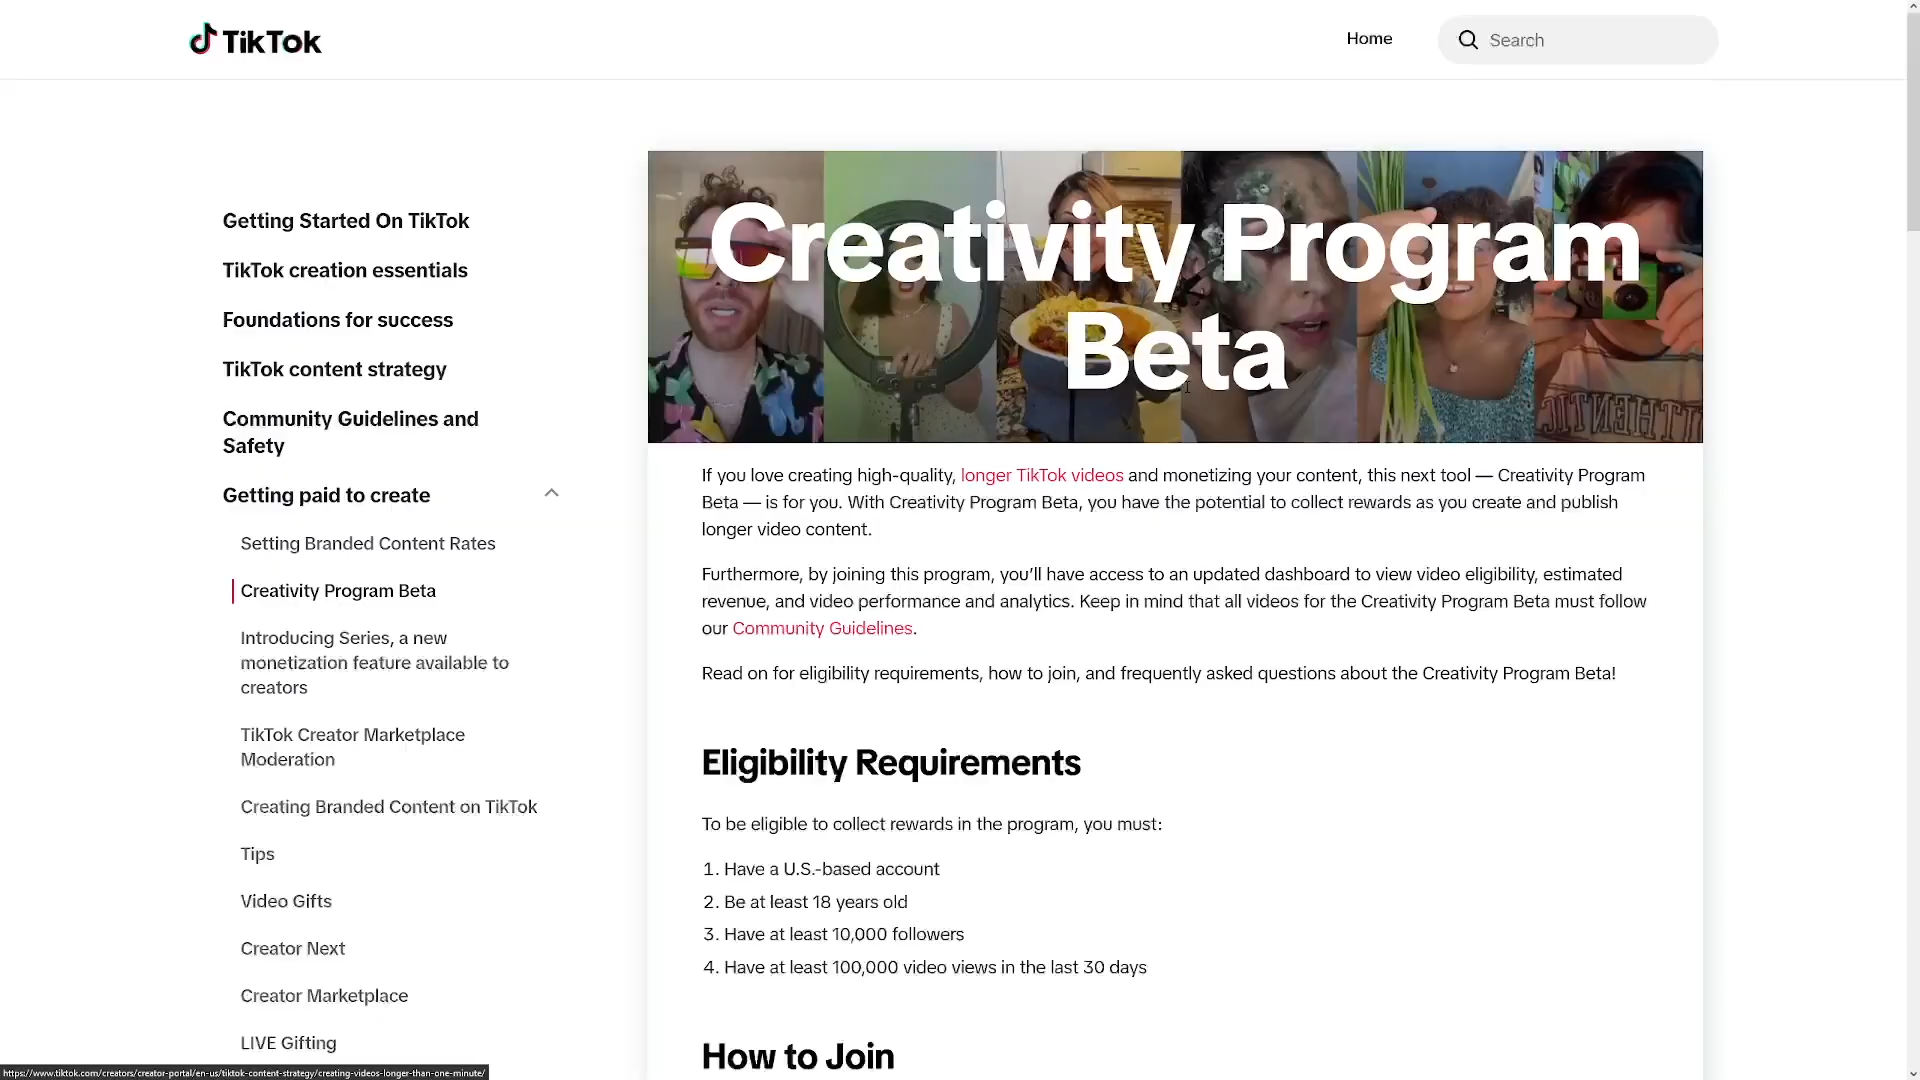 TikTok
Home
Search
Getting Started On TikTok
TikTok creation essentials
Foundations for success
TikTok content strategy
Community Guidelines and
Safety
Getting paid to create
Setting Branded Content Rates
Creativity Program Beta
Introducing Series, a new
monetization feature available to
creators
TikTok Creator Marketplace
Moderation
Creating Branded Content on TikTok
Tips
Video Gifts
Creator Next
Creator Marketplace
LIVE Gifting
Creativity Program
Beta
If you love creating high-quality, longer TikTok videos and monetizing your content, this next tool — Creativity Program
Beta — is for you. With Creativity Program Beta, you have the potential to collect rewards as you create and publish
longer video content.
Furthermore, by joining this program, you’ll have access to an updated dashboard to view video eligibility, estimated
revenue, and video performance and analytics. Keep in mind that all videos for the Creativity Program Beta must follow
our Community Guidelines.
Read on for eligibility requirements, how to join, and frequently asked questions about the Creativity Program Beta!
Eligibility Requirements
To be eligible to collect rewards in the program, you must:
1. Have a U.S.-based account
2. Be at least 18 years old
3. Have at least 10,000 followers
4. Have at least 100,000 video views in the last 30 days
How to Join
https://www.tiktok.com/creators/creator-portal/en-us/tiktok-content-strategy/creating-videos-longer-than-one-minute/